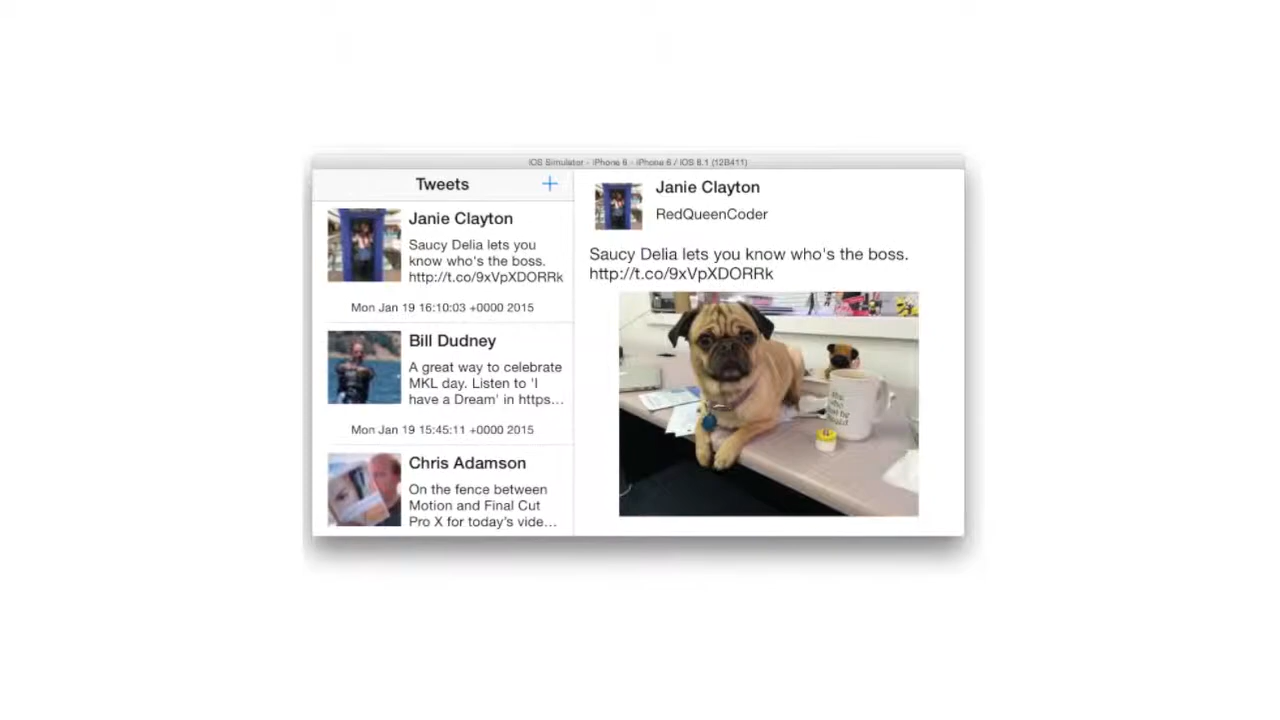 iOS Simulator - iPhone 6 - iPhone 6 / iOS 8.1 (12B411)
Tweets
Janie Clayton
Saucy Delia lets you
know who's the boss.
http://t.co/9xVpXDORRk
Mon Jan 19 16:10:03 +0000 2015
Bill Dudney
A great way to celebrate
MKL day. Listen to 'I
have a Dream' in https...
Mon Jan 19 15:45:11 +0000 2015
Chris Adamson
On the fence between
Motion and Final Cut
Pro X for today's vide...
Janie Clayton
RedQueenCoder
Saucy Delia lets you know who's the boss.
http://t.co/9xVpXDORRk